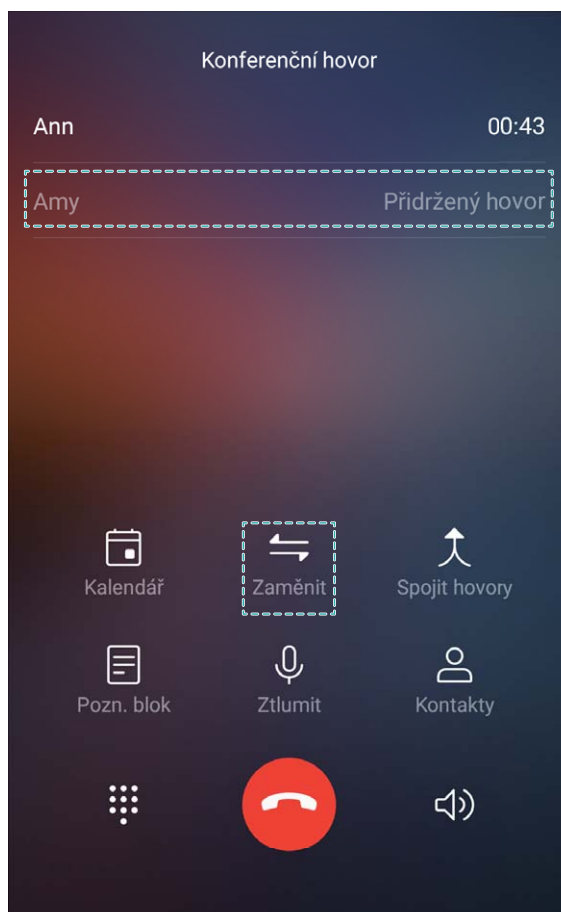 Konferenční hovor
Ann 00:43
Amy Přidržený hovor
Kalendář Zaměnit Spojit hovory
Pozn. blok Ztlumit Kontakty